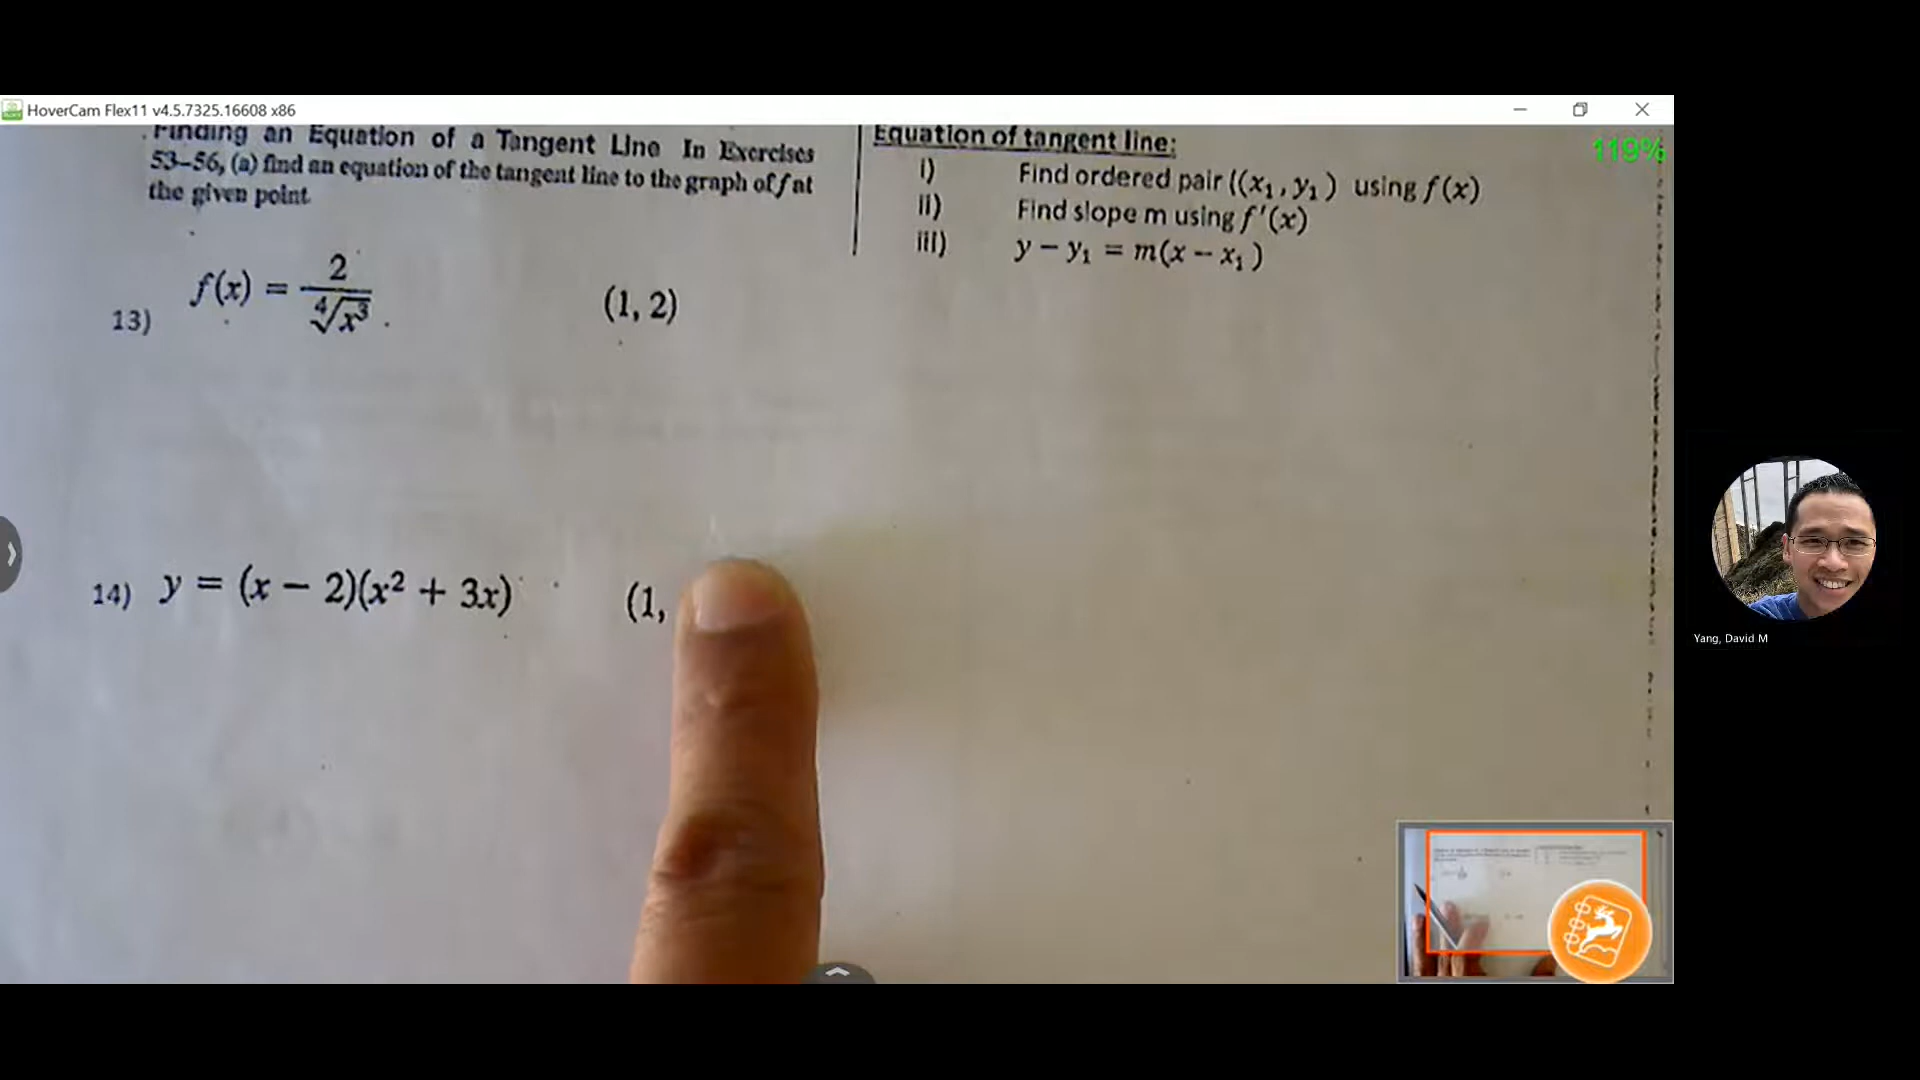 HoverCam Flex11 v4.5.7325.16608 x86
Finding an Equation of a Tangent Line In Exercises
53–56, (a) find an equation of the tangent line to the graph of f at
the given point
Equation of tangent line:
i) Find ordered pair ((x₁, y₁) using f(x)
ii) Find slope m using f′(x)
iii) y − y₁ = m(x − x₁)
119%
13) f(x) = 2/⁴√x³ (1, 2)
14) y = (x − 2)(x² + 3x) (1,
Yang, David M